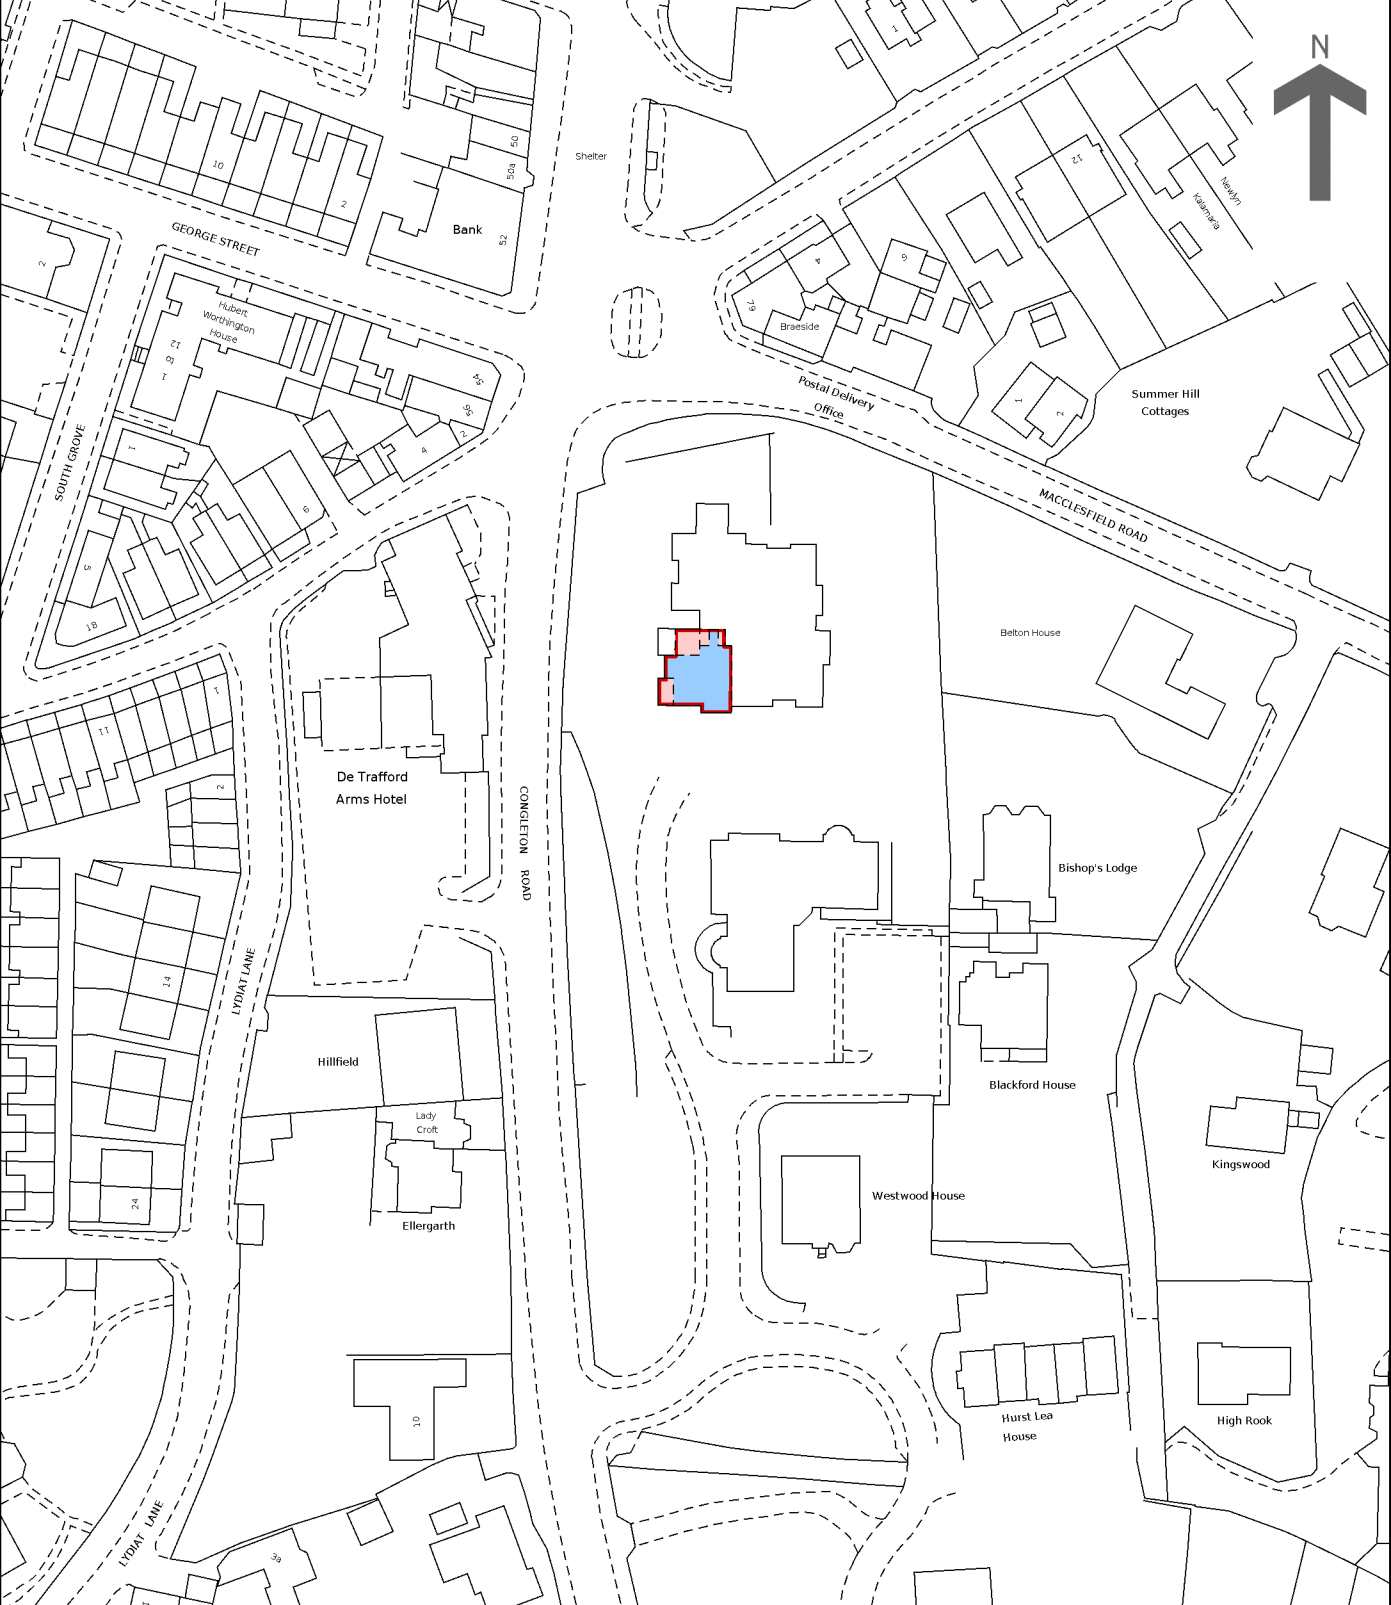 N
1
50
Shelter
12
50a
10
Newlyn
Kalamaria
2
Bank
52
GEORGE STREET
4
6
2
79
Hubert
Worthington
House
Braeside
12
to
1
54
Postal Delivery
Office
Summer Hill
Cottages
56
1
2
2
1
4
SOUTH GROVE
MACCLESFIELD ROAD
6
5
18
Belton House
1
11
De Trafford
Arms Hotel
2
CONGLETON ROAD
Bishop's Lodge
14
LYDIAT LANE
Hillfield
Blackford House
Lady
Croft
Kingswood
24
Westwood House
Ellergarth
10
Hurst Lea
House
High Rook
LYDIAT LANE
3a
1